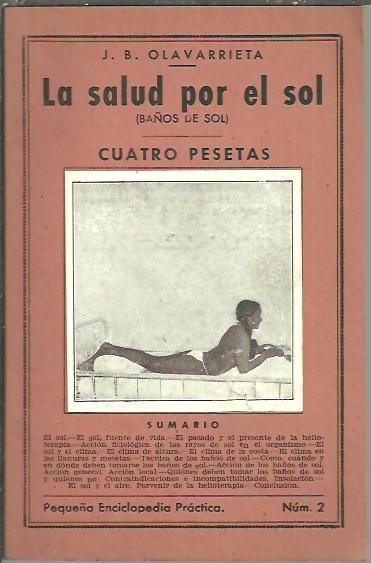 J. B. OLAVARRIETA
La salud por el sol
(BAÑOS DE SOL)
CUATRO PESETAS
SUMARIO
El sol.—El sol, fuente de vida.—El pasado y el presente de la helio-
terapia.—Acción fisiológica de los rayos de sol en el organismo.—El
sol y el clima.—El clima de altura.—El clima de la costa.—El clima en
las llanuras y mesetas.—Técnica de los baños de sol.—Cómo, cuándo y
en dónde deben tomarse los baños de sol.—Acción de los baños de sol.
Acción general. Acción local.—Quiénes deben tomar los baños de sol
y quiénes no: Contraindicaciones e incompatibilidades. Insolación.—
El sol y el aire. Porvenir de la helioterapia.—Conclusión.
Pequeña Enciclopedia Práctica. Núm. 2